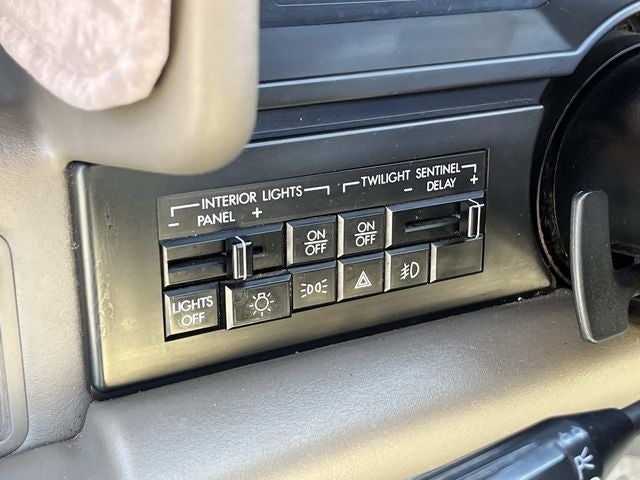 INTERIOR LIGHTS
- PANEL +
TWILIGHT SENTINEL
- DELAY +
ON
OFF
ON
OFF
LIGHTS
OFF
R